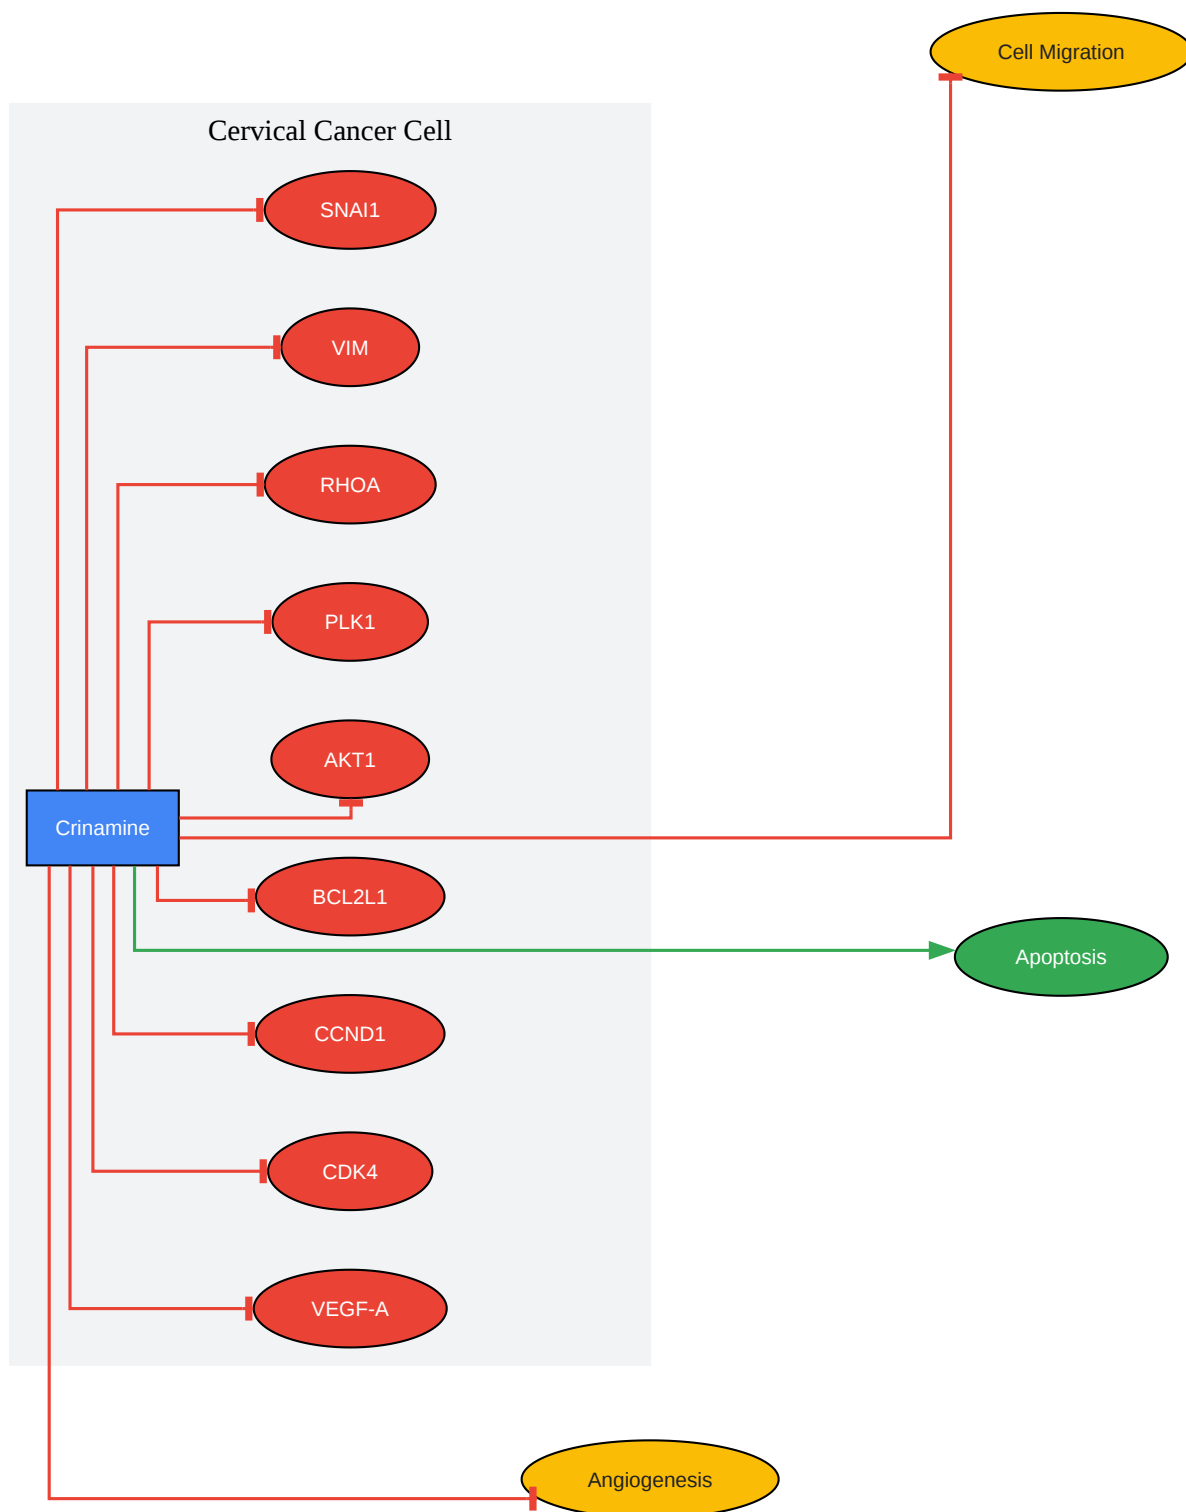 Cell Migration
Cervical Cancer Cell
SNAI1
VIM
RHOA
PLK1
AKT1
Crinamine
BCL2L1
Apoptosis
CCND1
CDK4
VEGF-A
Angiogenesis